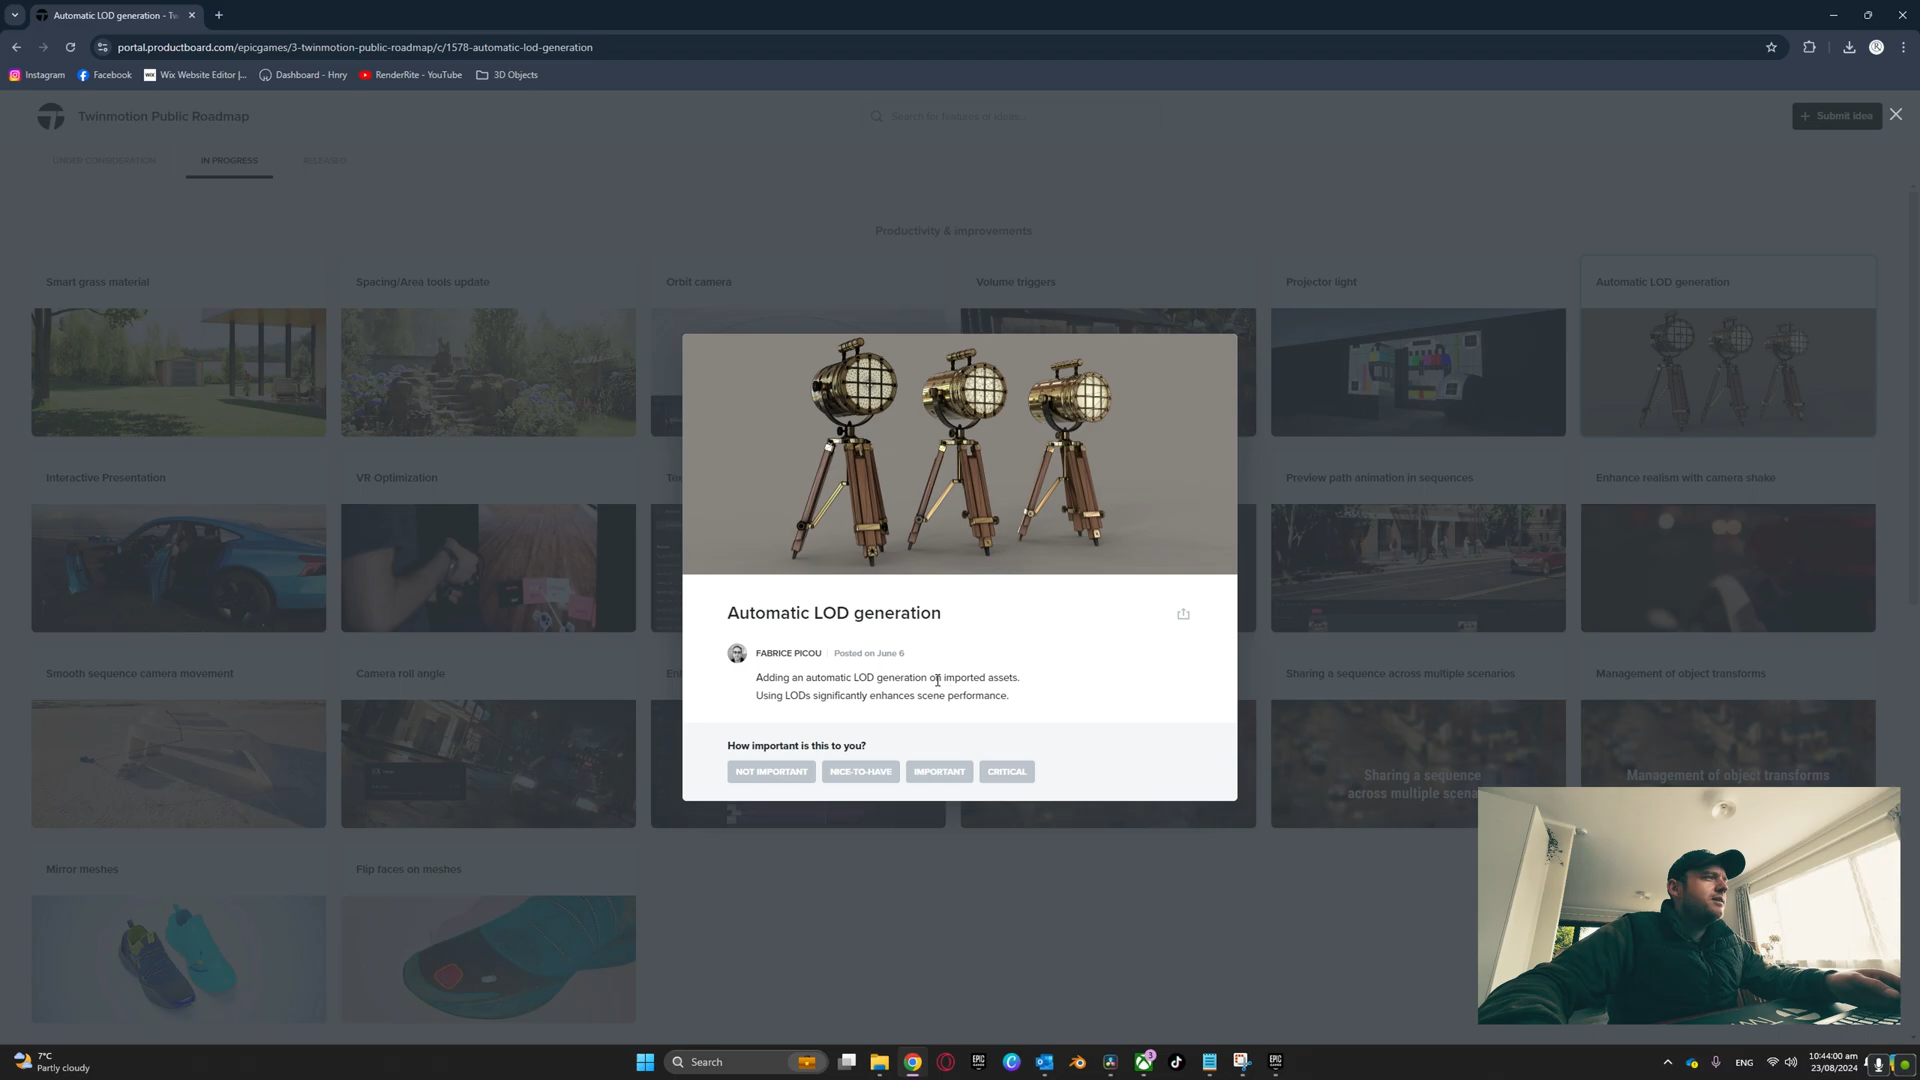 Automatic LOD generation - Tw
portal.productboard.com/epicgames/3-twinmotion-public-roadmap/c/1578-automatic-lod-generation
Instagram
Facebook
Wix Website Editor |...
Dashboard - Hnry
RenderRite - YouTube
3D Objects
Twinmotion Public Roadmap
Search for features or ideas...
+ Submit idea
UNDER CONSIDERATION
IN PROGRESS
RELEASED
Productivity & improvements
Smart grass material
Spacing/Area tools update
Orbit camera
Volume triggers
Projector light
Automatic LOD generation
Interactive Presentation
VR Optimization
Preview path animation in sequences
Enhance realism with camera shake
Automatic LOD generation
FABRICE PICOU
Posted on June 6
Adding an automatic LOD generation on imported assets.
Using LODs significantly enhances scene performance.
How important is this to you?
NOT IMPORTANT
NICE-TO-HAVE
IMPORTANT
CRITICAL
Smooth sequence camera movement
Camera roll angle
Sharing a sequence across multiple scenarios
Management of object transforms
Sharing a sequence
across multiple scena
Management of object transforms
Mirror meshes
Flip faces on meshes
7°C
Partly cloudy
Search
EPIC
3
EPIC
ENG
10:44:00 am
23/08/2024